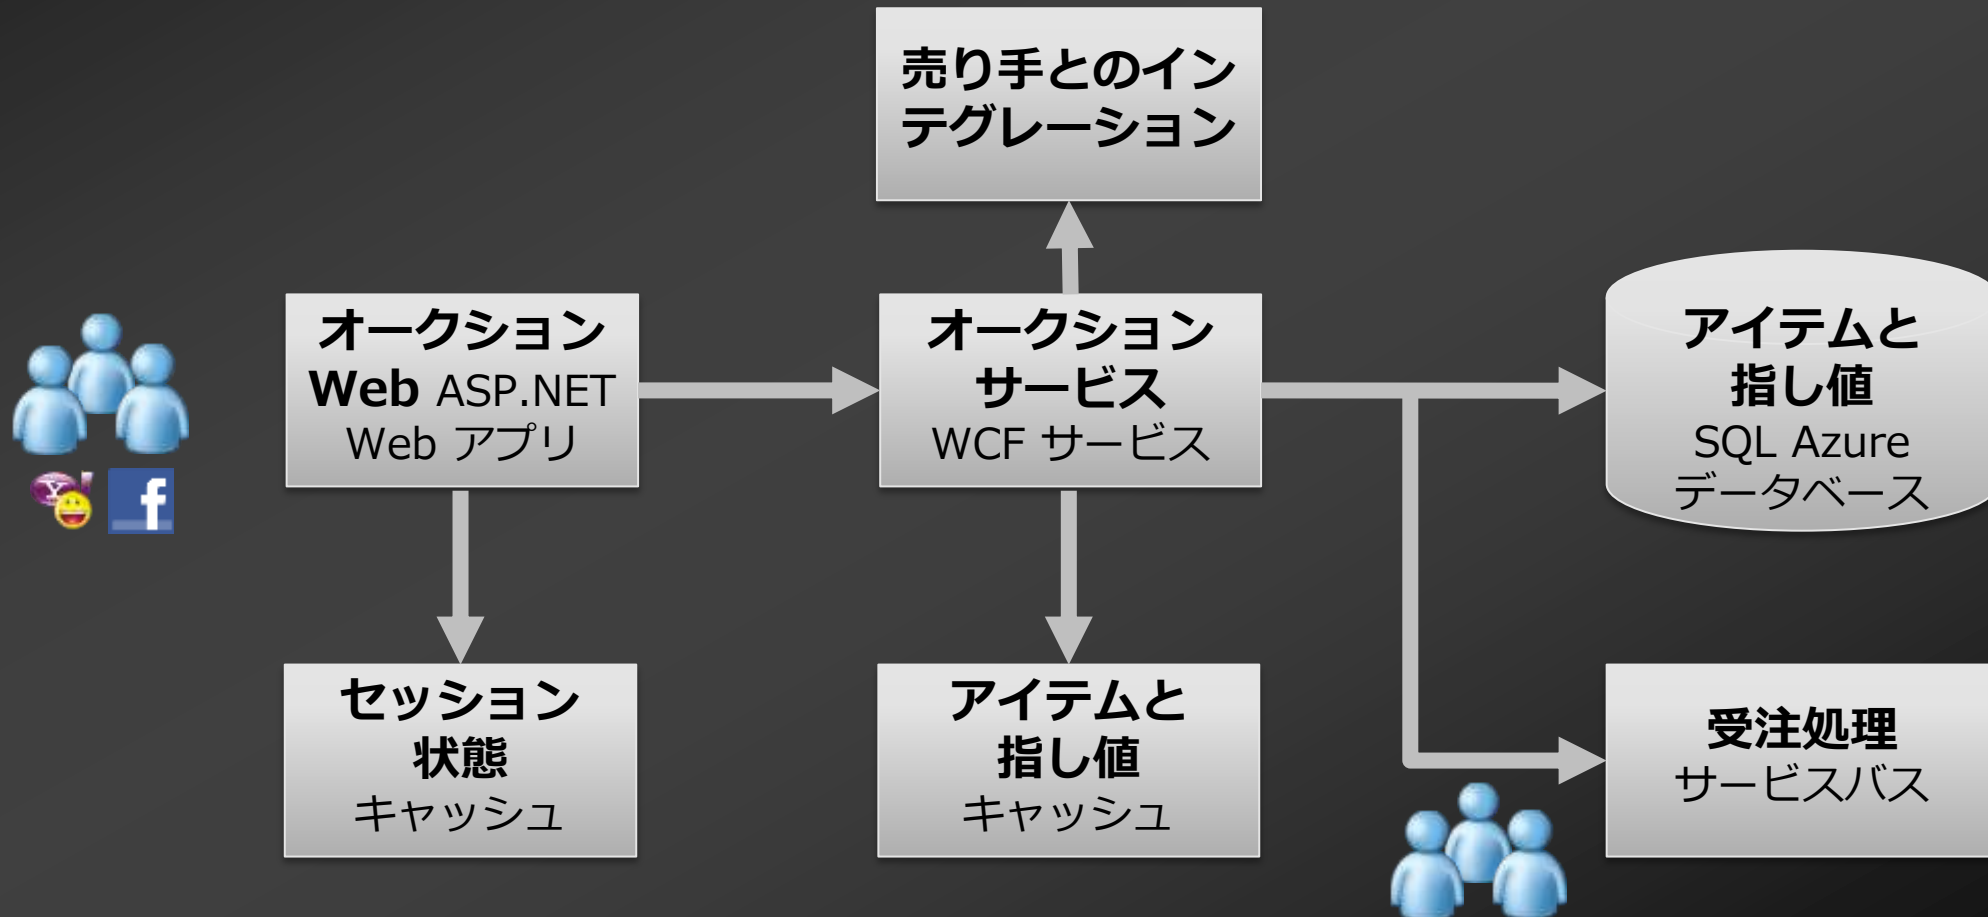 売り手とのイン
テグレーション
オークション
Web ASP.NET
Web アプリ
オークション
サービス
WCF サービス
アイテムと
指し値
SQL Azure
データベース
セッション
状態
キャッシュ
アイテムと
指し値
キャッシュ
受注処理
サービスバス